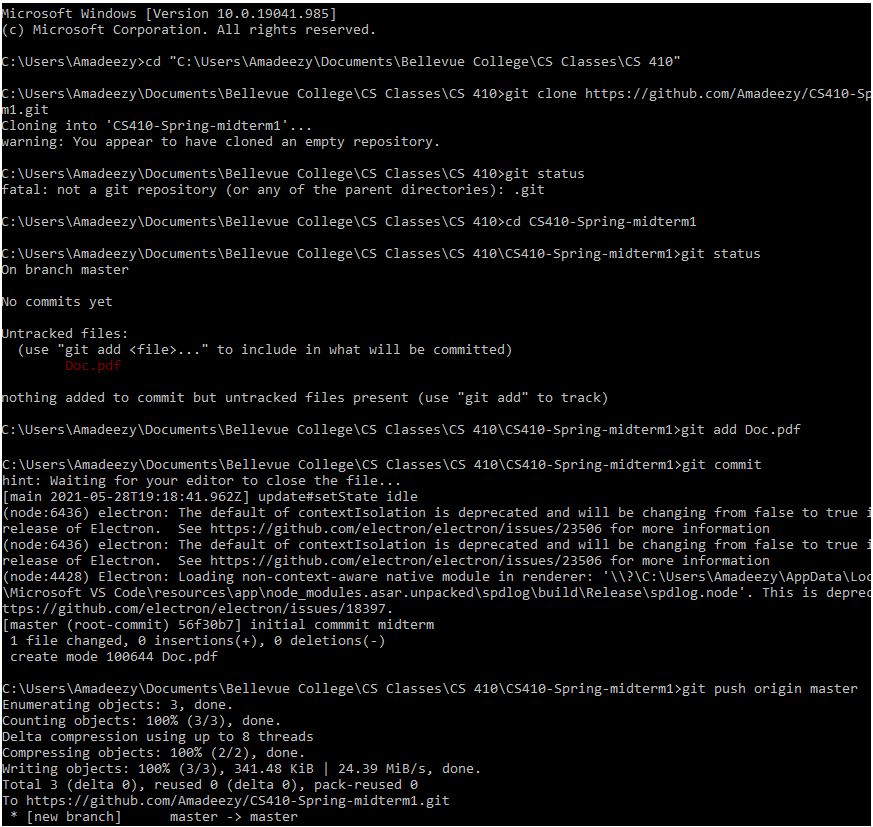 Microsoft Windows [Version 10.0.19041.985]
(c) Microsoft Corporation. All rights reserved.
C:\Users\Amadeezy>cd "C:\Users\Amadeezy\Documents\Bellevue College\CS Classes\CS 410"
C:\Users\Amadeezy\Documents\Bellevue College\CS Classes\CS 410>git clone https://github.com/Amadeezy/CS410-Sp
m1.git
Cloning into 'CS410-Spring-midterm1'...
warning: You appear to have cloned an empty repository.
C:\Users\Amadeezy\Documents\Bellevue College\CS Classes\CS 410>git status
fatal: not a git repository (or any of the parent directories): .git
C:\Users\Amadeezy\Documents\Bellevue College\CS Classes\CS 410>cd CS410-Spring-midterm1
C:\Users\Amadeezy\Documents\Bellevue College\CS Classes\CS 410\CS410-Spring-midterm1>git status
On branch master
No commits yet
Untracked files:
(use "git add <file>..." to include in what will be committed)
Doc.pdf
nothing added to commit but untracked files present (use "git add" to track)
C:\Users\Amadeezy\Documents\Bellevue College\CS Classes\CS 410\CS410-Spring-midterm1>git add Doc.pdf
C:\Users\Amadeezy\Documents\Bellevue College\CS Classes\CS 410\CS410-Spring-midterm1>git commit
hint: Waiting for your editor to close the file...
[main 2021-05-28T19:18:41.962Z] update#setState idle
(node:6436) electron: The default of contextIsolation is deprecated and will be changing from false to true i
release of Electron.  See https://github.com/electron/electron/issues/23506 for more information
(node:6436) electron: The default of contextIsolation is deprecated and will be changing from false to true i
release of Electron.  See https://github.com/electron/electron/issues/23506 for more information
(node:4428) Electron: Loading non-context-aware native module in renderer: '\\?\C:\Users\Amadeezy\AppData\Loc
\Microsoft VS Code\resources\app\node_modules.asar.unpacked\spdlog\build\Release\spdlog.node'. This is deprec
ttps://github.com/electron/electron/issues/18397.
[master (root-commit) 56f30b7] initial commmit midterm
1 file changed, 0 insertions(+), 0 deletions(-)
create mode 100644 Doc.pdf
C:\Users\Amadeezy\Documents\Bellevue College\CS Classes\CS 410\CS410-Spring-midterm1>git push origin master
Enumerating objects: 3, done.
Counting objects: 100% (3/3), done.
Delta compression using up to 8 threads
Compressing objects: 100% (2/2), done.
Writing objects: 100% (3/3), 341.48 KiB | 24.39 MiB/s, done.
Total 3 (delta 0), reused 0 (delta 0), pack-reused 0
To https://github.com/Amadeezy/CS410-Spring-midterm1.git
* [new branch]      master -> master